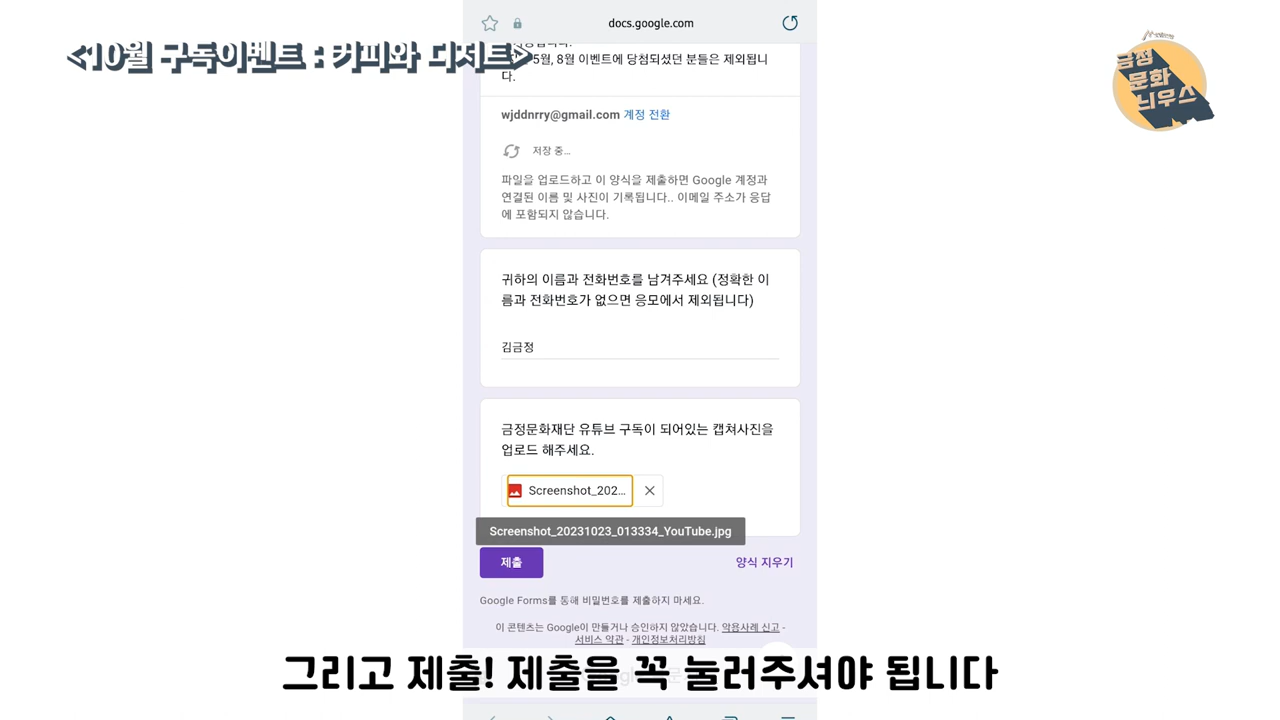 docs.google.com
<10월 구독이벤트 : 커피와 디저트>
5월, 8월 이벤트에 당첨되셨던 분들은 제외됩니
다.
금정
문화
늬우스
wjddnrry@gmail.com 계정 전환
저장 중...
파일을 업로드하고 이 양식을 제출하면 Google 계정과
연결된 이름 및 사진이 기록됩니다.. 이메일 주소가 응답
에 포함되지 않습니다.
귀하의 이름과 전화번호를 남겨주세요 (정확한 이
름과 전화번호가 없으면 응모에서 제외됩니다)
김금정
금정문화재단 유튜브 구독이 되어있는 캡쳐사진을
업로드 해주세요.
Screenshot_202...
Screenshot_20231023_013334_YouTube.jpg
제출 양식 지우기
Google Forms를 통해 비밀번호를 제출하지 마세요.
이 콘텐츠는 Google이 만들거나 승인하지 않았습니다. 악용사례 신고 -
서비스 약관 - 개인정보처리방침
그리고 제출! 제출을 꼭 눌러주셔야 됩니다